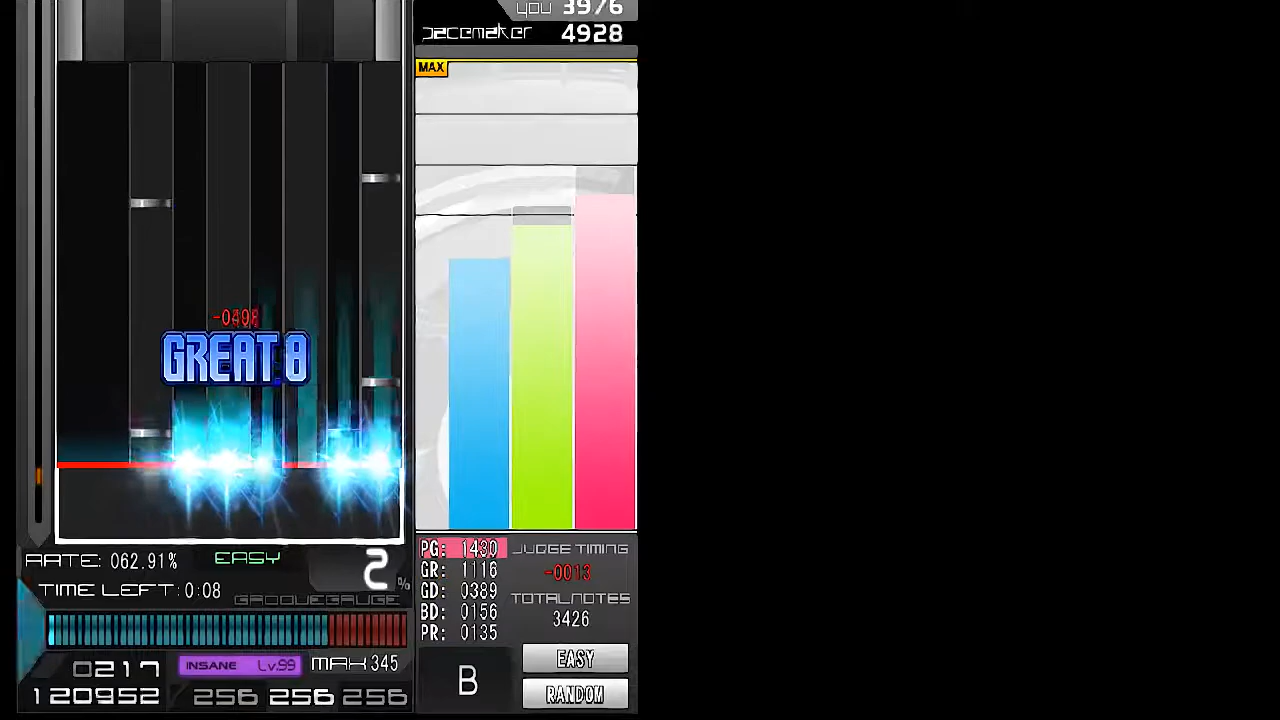 you 3976
pacemaker 4928
MAX
-0498
GREAT 8
RATE: 062.91% EASY 2%
TIME LEFT: 0:08
GROOVEGAUGE
0217 INSANE Lv.99 MAX 345
120952 256 256 256
PG: 1430 JUDGE TIMING
GR: 1116 -0013
GD: 0389 TOTALNOTES
BD: 0156 3426
PR: 0135
B
EASY
RANDOM